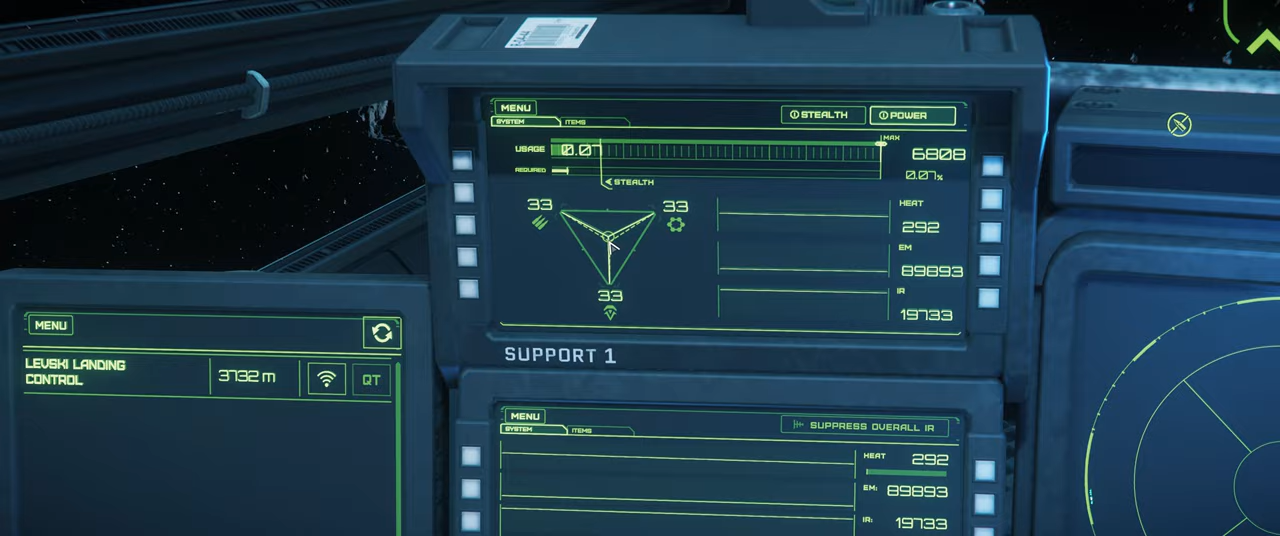 MENU
STEALTH
POWER
SYSTEM
ITEMS
MAX
USAGE
0.0
6808
REQUIRED
0.07%
STEALTH
33
33
HEAT
292
EM
89893
33
IR
19733
SUPPORT 1
MENU
LEVSKI LANDING
CONTROL
3732 m
QT
MENU
SUPPRESS OVERALL IR
SYSTEM
ITEMS
HEAT
292
EM:
89893
IR:
19733